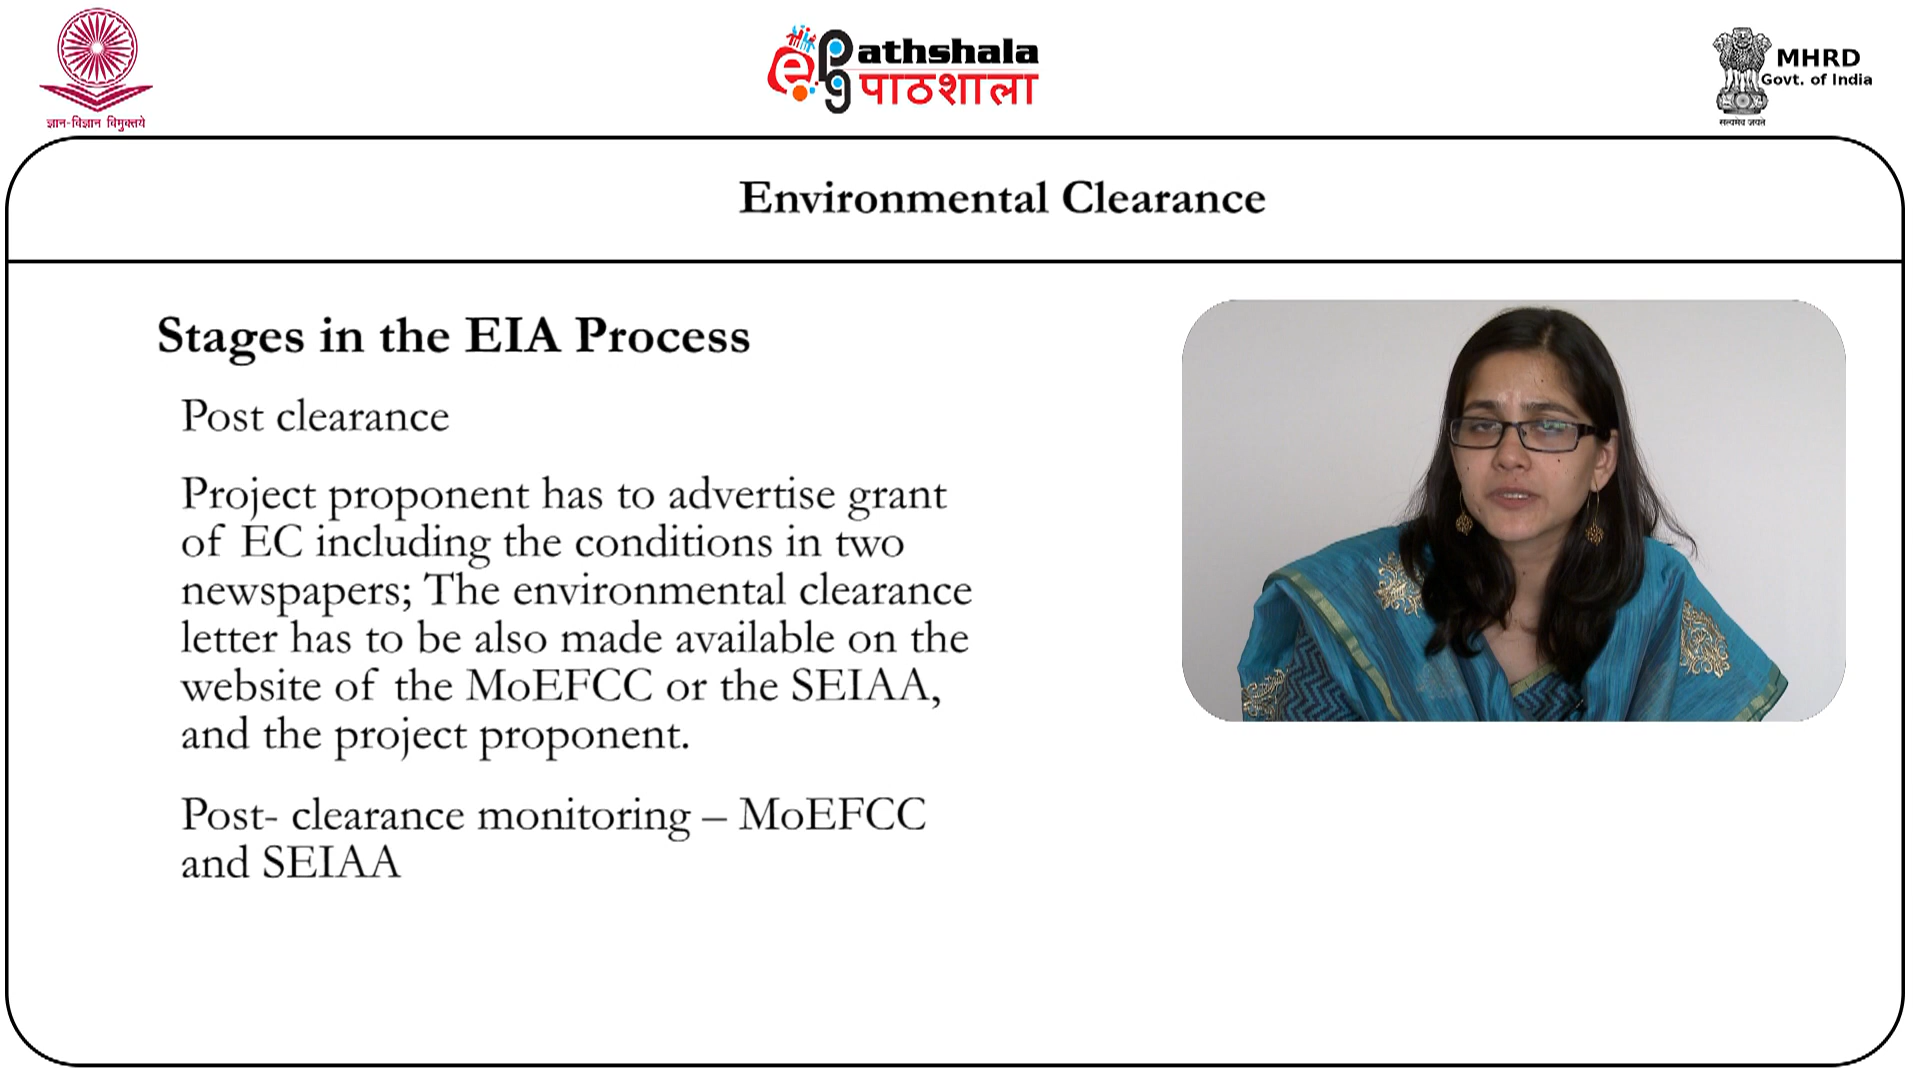 ज्ञान-विज्ञान विमुक्तये
epg Pathshala
पाठशाला
MHRD
Govt. of India
सत्यमेव जयते
Environmental Clearance
Stages in the EIA Process
Post clearance
Project proponent has to advertise grant
of EC including the conditions in two
newspapers; The environmental clearance
letter has to be also made available on the
website of the MoEFCC or the SEIAA,
and the project proponent.
Post- clearance monitoring – MoEFCC
and SEIAA